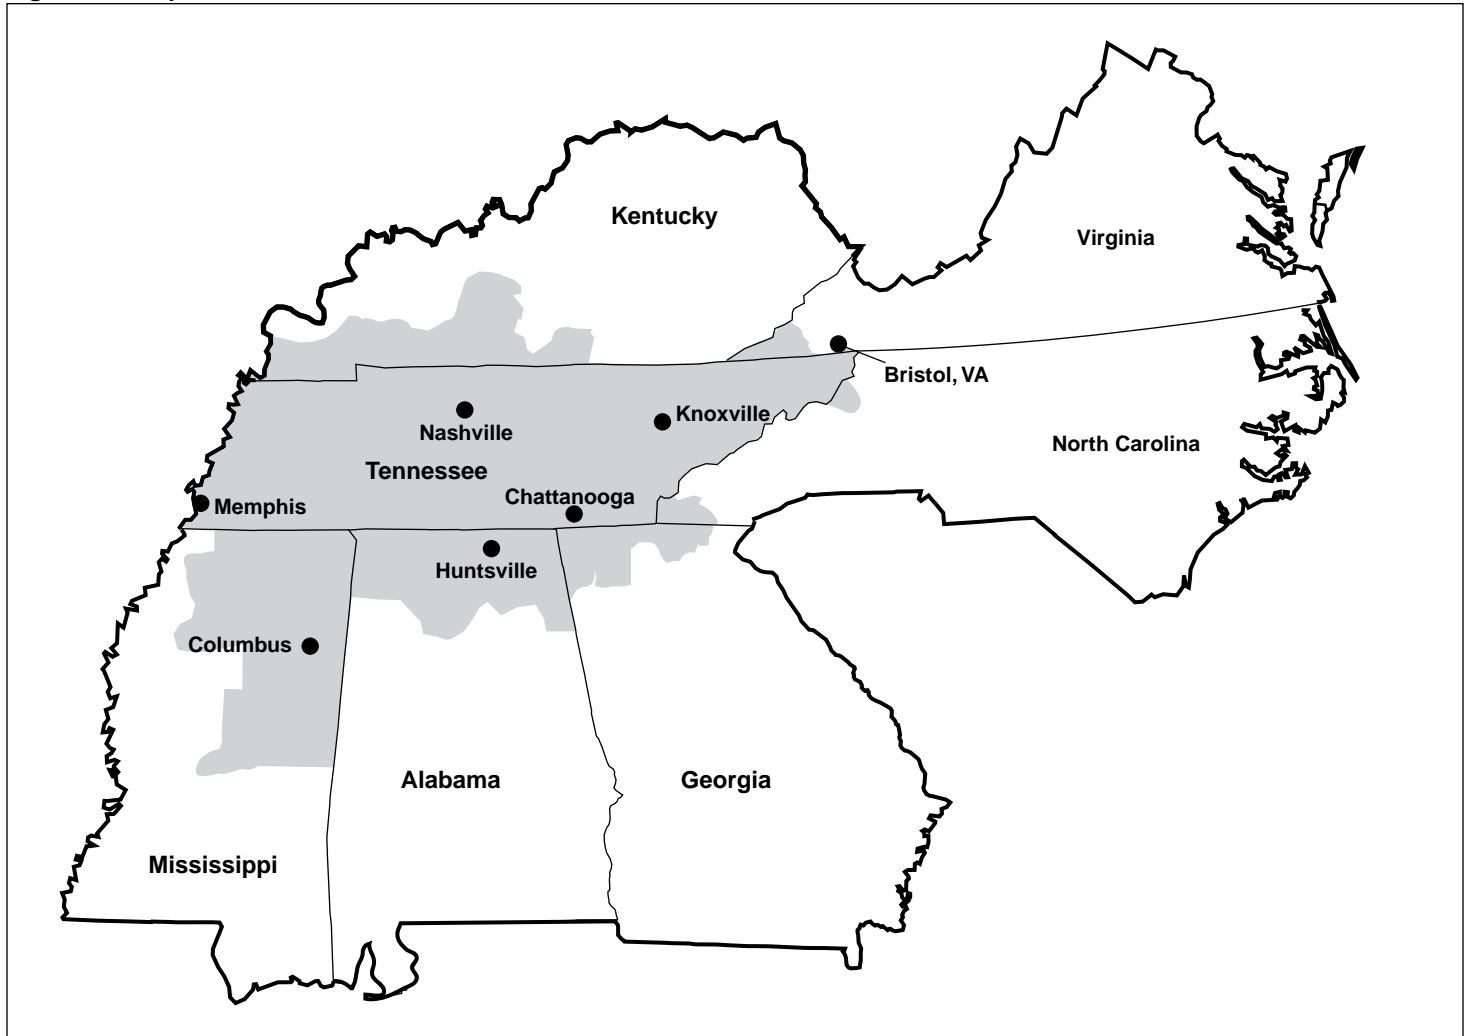 Kentucky
Virginia
Bristol, VA
Nashville
Knoxville
North Carolina
Tennessee
Chattanooga
Memphis
Huntsville
Columbus
Alabama
Georgia
Mississippi